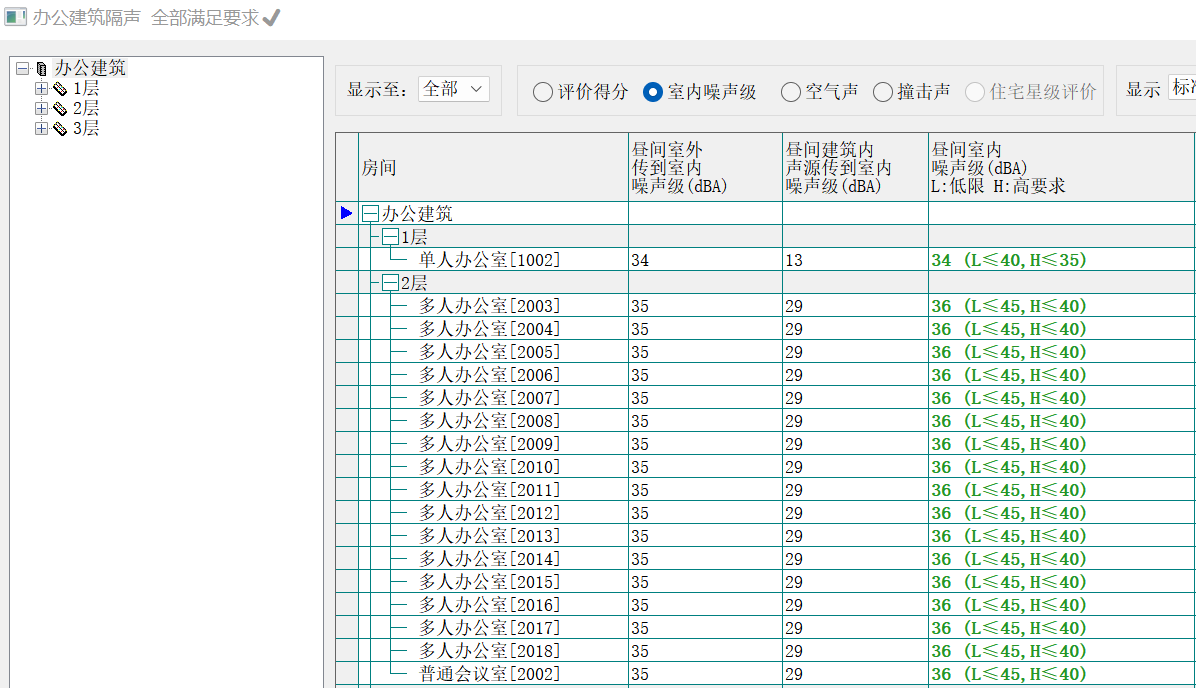 办公建筑隔声 全部满足要求✔
办公建筑
1层
2层
3层
显示至: 全部
评价得分 室内噪声级 空气声 撞击声 住宅星级评价
显示
房间
昼间室外
传到室内
噪声级(dBA)
昼间建筑内
声源传到室内
噪声级(dBA)
昼间室内
噪声级(dBA)
L:低限 H:高要求
办公建筑
1层
单人办公室[1002] 34 13 34 (L≤40,H≤35)
2层
多人办公室[2003] 35 29 36 (L≤45,H≤40)
多人办公室[2004] 35 29 36 (L≤45,H≤40)
多人办公室[2005] 35 29 36 (L≤45,H≤40)
多人办公室[2006] 35 29 36 (L≤45,H≤40)
多人办公室[2007] 35 29 36 (L≤45,H≤40)
多人办公室[2008] 35 29 36 (L≤45,H≤40)
多人办公室[2009] 35 29 36 (L≤45,H≤40)
多人办公室[2010] 35 29 36 (L≤45,H≤40)
多人办公室[2011] 35 29 36 (L≤45,H≤40)
多人办公室[2012] 35 29 36 (L≤45,H≤40)
多人办公室[2013] 35 29 36 (L≤45,H≤40)
多人办公室[2014] 35 29 36 (L≤45,H≤40)
多人办公室[2015] 35 29 36 (L≤45,H≤40)
多人办公室[2016] 35 29 36 (L≤45,H≤40)
多人办公室[2017] 35 29 36 (L≤45,H≤40)
多人办公室[2018] 35 29 36 (L≤45,H≤40)
普通会议室[2002] 35 29 36 (L≤45,H≤40)